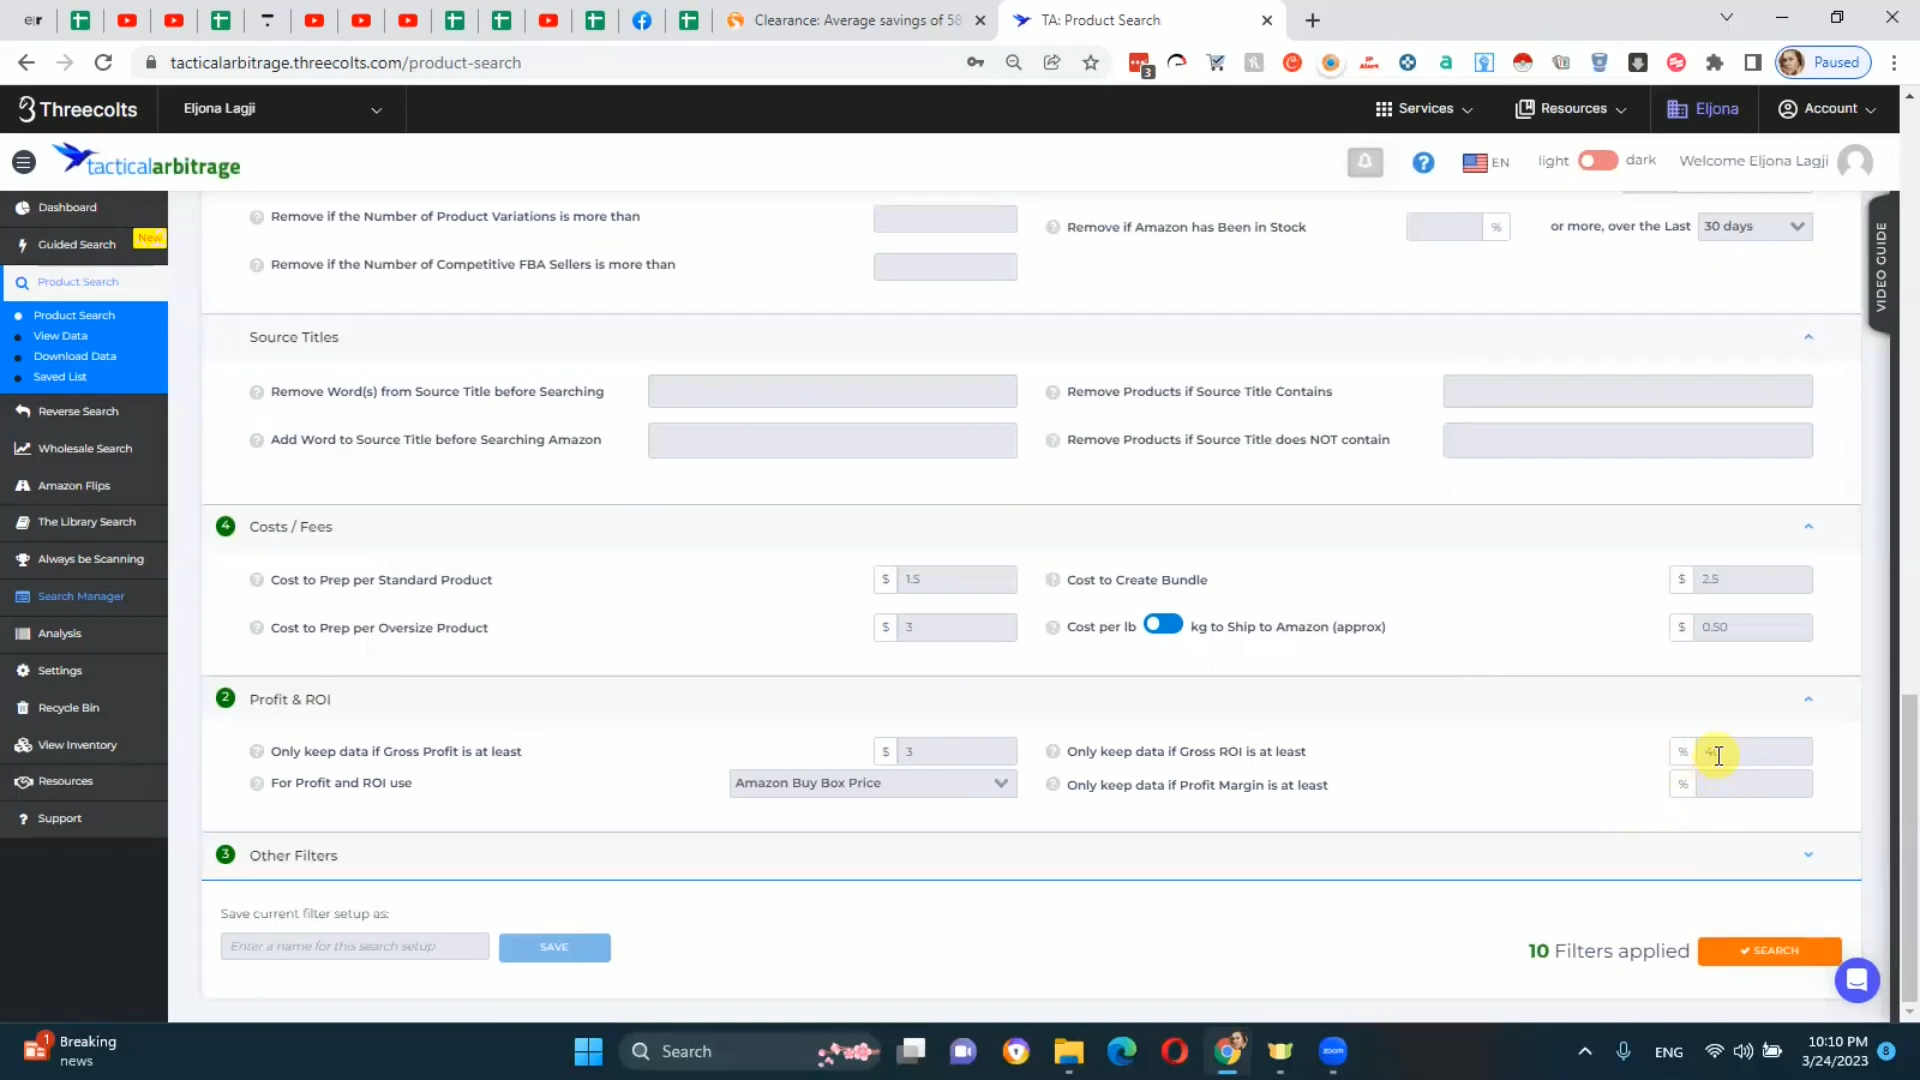 Clearance: Average savings of 58
TA: Product Search
tacticalarbitrage.threecolts.com/product-search
3
Paused
Threecolts
Eljona Lagji
Services
Resources
Eljona
Account
tacticalarbitrage
EN
light
dark
Welcome Eljona Lagji
Dashboard
Guided Search
New
Product Search
Product Search
View Data
Download Data
Saved List
Reverse Search
Wholesale Search
Amazon Flips
The Library Search
Always be Scanning
Search Manager
Analysis
Settings
Recycle Bin
View Inventory
Resources
Support
VIDEO GUIDE
Remove if the Number of Product Variations is more than
Remove if Amazon has Been in Stock
%
or more, over the Last
30 days
Remove if the Number of Competitive FBA Sellers is more than
Source Titles
Remove Word(s) from Source Title before Searching
Remove Products if Source Title Contains
Add Word to Source Title before Searching Amazon
Remove Products if Source Title does NOT contain
4
Costs / Fees
Cost to Prep per Standard Product
$
1.5
Cost to Create Bundle
$
2.5
Cost to Prep per Oversize Product
$
3
Cost per lb
kg to Ship to Amazon (approx)
$
0.50
2
Profit & ROI
Only keep data if Gross Profit is at least
$
3
Only keep data if Gross ROI is at least
%
For Profit and ROI use
Amazon Buy Box Price
Only keep data if Profit Margin is at least
%
3
Other Filters
Save current filter setup as:
Enter a name for this search setup
SAVE
10 Filters applied
SEARCH
1
Breaking
news
Search
zoom
ENG
10:10 PM
3/24/2023
8